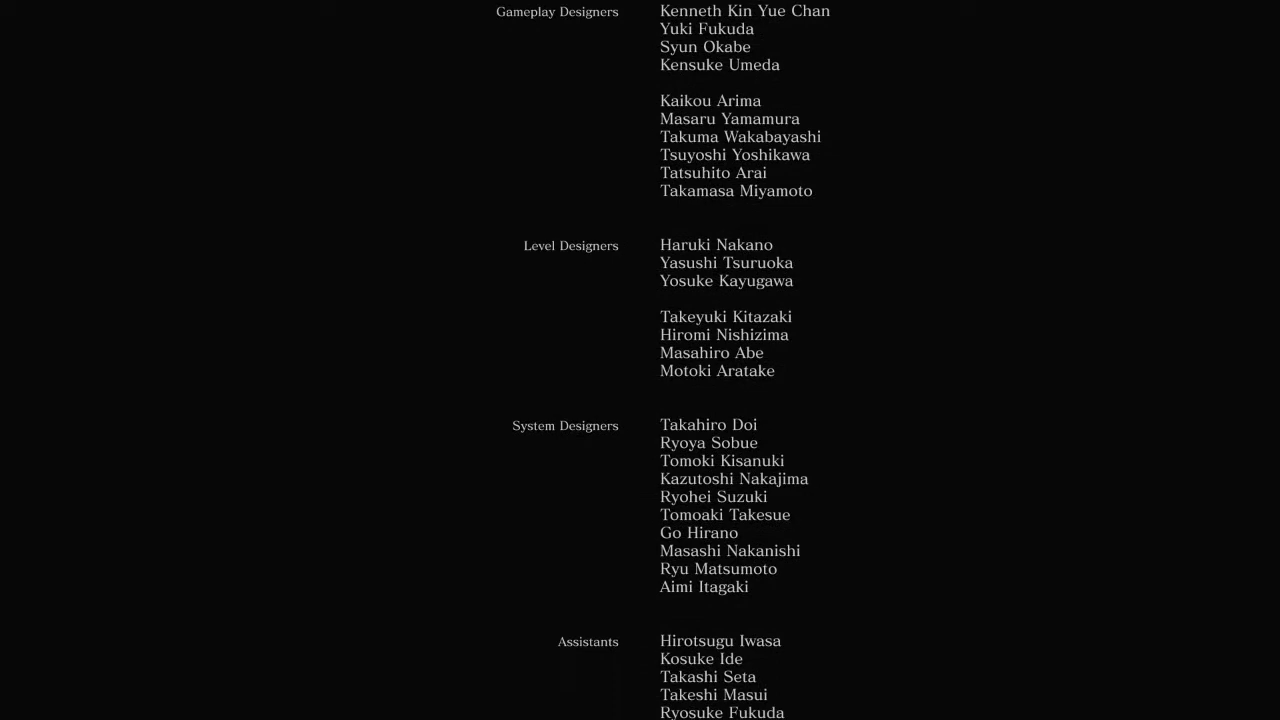 Gameplay Designers Kenneth Kin Yue Chan
Yuki Fukuda
Syun Okabe
Kensuke Umeda
Kaikou Arima
Masaru Yamamura
Takuma Wakabayashi
Tsuyoshi Yoshikawa
Tatsuhito Arai
Takamasa Miyamoto
Level Designers Haruki Nakano
Yasushi Tsuruoka
Yosuke Kayugawa
Takeyuki Kitazaki
Hiromi Nishizima
Masahiro Abe
Motoki Aratake
System Designers Takahiro Doi
Ryoya Sobue
Tomoki Kisanuki
Kazutoshi Nakajima
Ryohei Suzuki
Tomoaki Takesue
Go Hirano
Masashi Nakanishi
Ryu Matsumoto
Aimi Itagaki
Assistants Hirotsugu Iwasa
Kosuke Ide
Takashi Seta
Takeshi Masui
Ryosuke Fukuda